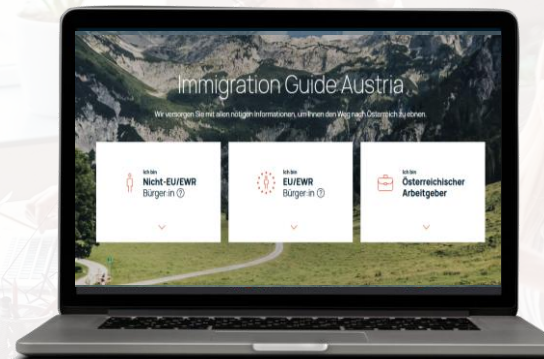 Immigration Guide Austria
Wir versorgen Sie mit allen nötigen Informationen, um Ihnen den Weg nach Österreich zu ebnen.
Ich bin
Nicht-EU/EWR
Bürger:in ?
Ich bin
EU/EWR
Bürger:in ?
Ich bin
Österreichischer
Arbeitgeber